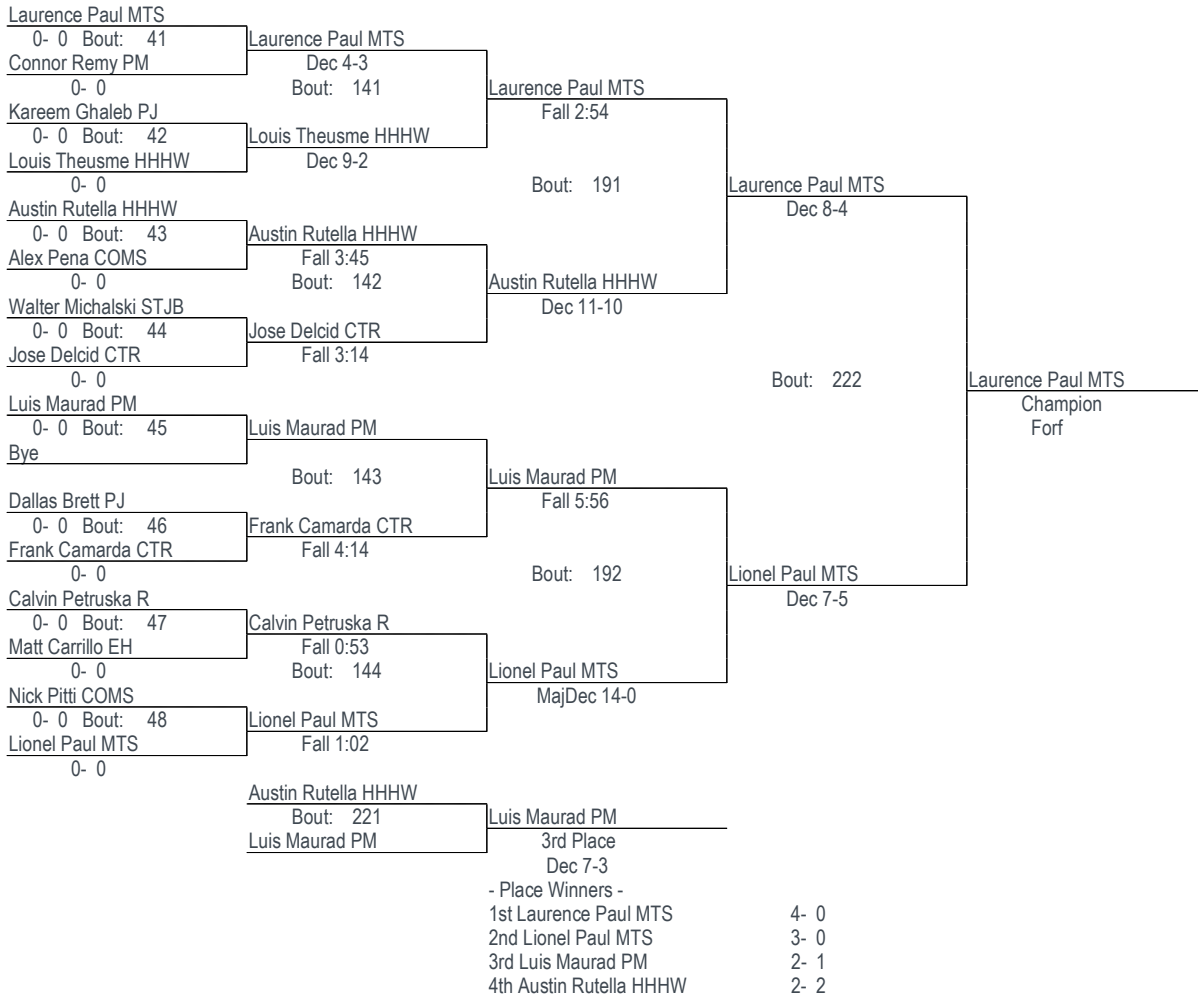 Laurence Paul MTS
0- 0 Bout: 41 Laurence Paul MTS
Connor Remy PM Dec 4-3
0- 0 Bout: 141 Laurence Paul MTS
Kareem Ghaleb PJ Fall 2:54
0- 0 Bout: 42 Louis Theusme HHHW
Louis Theusme HHHW Dec 9-2
0- 0 Bout: 191 Laurence Paul MTS
Austin Rutella HHHW Dec 8-4
0- 0 Bout: 43 Austin Rutella HHHW
Alex Pena COMS Fall 3:45
0- 0 Bout: 142 Austin Rutella HHHW
Walter Michalski STJB Dec 11-10
0- 0 Bout: 44 Jose Delcid CTR
Jose Delcid CTR Fall 3:14
0- 0 Bout: 222 Laurence Paul MTS
Luis Maurad PM Champion
0- 0 Bout: 45 Luis Maurad PM Forf
Bye
Bout: 143 Luis Maurad PM
Dallas Brett PJ Fall 5:56
0- 0 Bout: 46 Frank Camarda CTR
Frank Camarda CTR Fall 4:14
0- 0 Bout: 192 Lionel Paul MTS
Calvin Petruska R Dec 7-5
0- 0 Bout: 47 Calvin Petruska R
Matt Carrillo EH Fall 0:53
0- 0 Bout: 144 Lionel Paul MTS
Nick Pitti COMS MajDec 14-0
0- 0 Bout: 48 Lionel Paul MTS
Lionel Paul MTS Fall 1:02
0- 0
Austin Rutella HHHW
Bout: 221 Luis Maurad PM
Luis Maurad PM 3rd Place
Dec 7-3
- Place Winners -
1st Laurence Paul MTS 4- 0
2nd Lionel Paul MTS 3- 0
3rd Luis Maurad PM 2- 1
4th Austin Rutella HHHW 2- 2